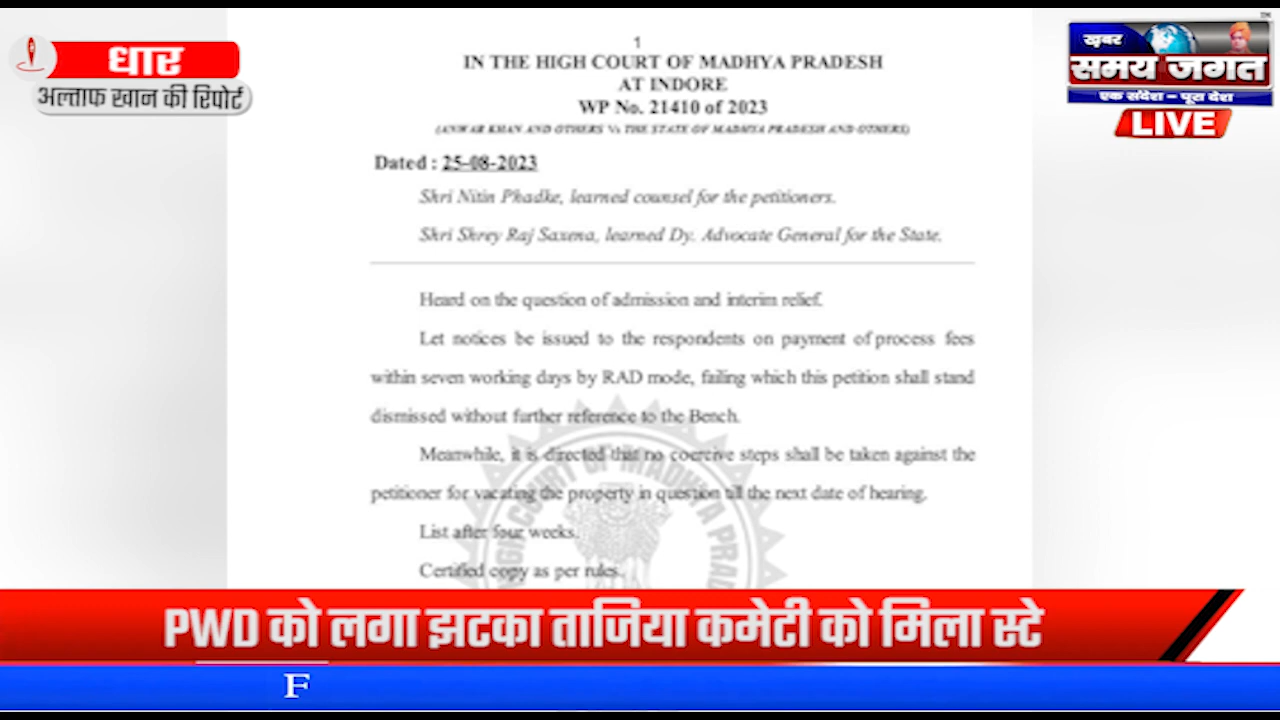 धार
अल्ताफ खान की रिपोर्ट
ख़बर
समय जगत
एक संदेश - पूरा देश
LIVE
TM
1
IN THE HIGH COURT OF MADHYA PRADESH
AT INDORE
WP No. 21410 of 2023
(ANWAR KHAN AND OTHERS Vs THE STATE OF MADHYA PRADESH AND OTHERS)
Dated : 25-08-2023
Shri Nitin Phadke, learned counsel for the petitioners.
Shri Shrey Raj Saxena, learned Dy. Advocate General for the State.
Heard on the question of admission and interim relief.
Let notices be issued to the respondents on payment of process fees
within seven working days by RAD mode, failing which this petition shall stand
dismissed without further reference to the Bench.
Meanwhile, it is directed that no coercive steps shall be taken against the
petitioner for vacating the property in question till the next date of hearing.
List after four weeks.
Certified copy as per rules.
HIGH COURT OF MADHYA PRAD
PWD को लगा झटका ताजिया कमेटी को मिला स्टे
F